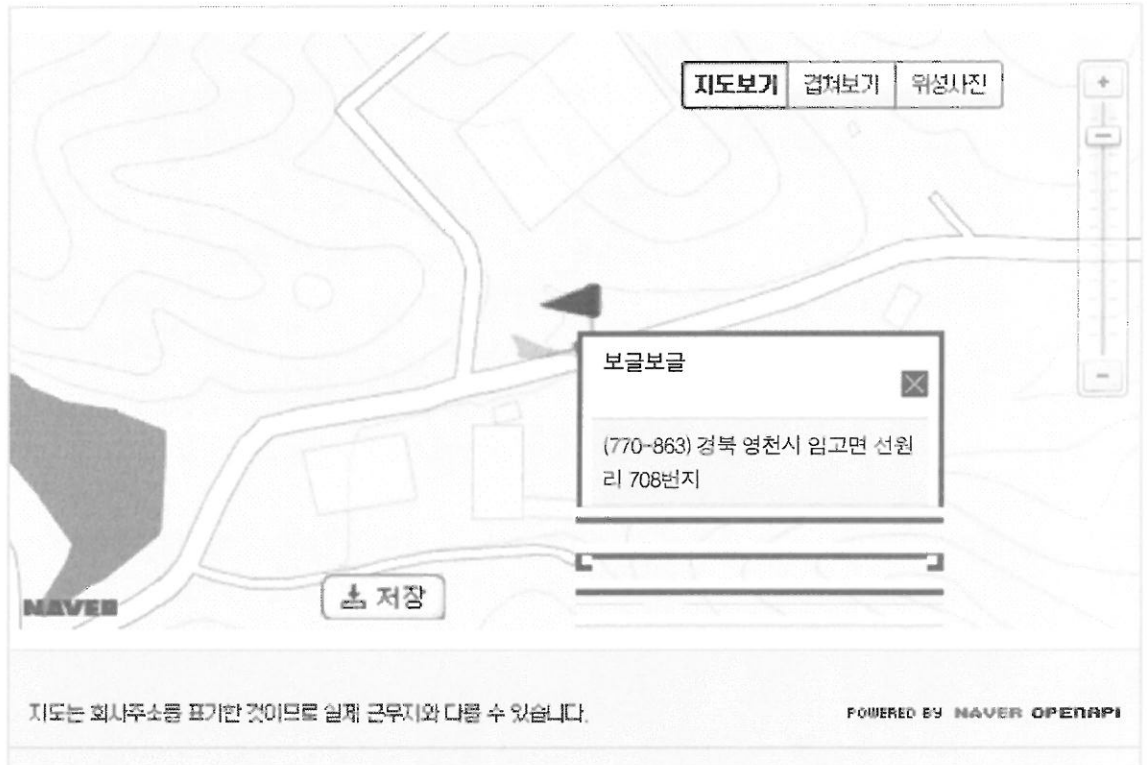 지도보기 겹쳐보기 위성사진
보글보글
(770-863) 경북 영천시 임고면 선원
리 708번지
저장
NAVER
지도는 회사주소를 표기한 것이므로 실제 근무지와 다를 수 있습니다.
POWERED BY NAVER OPENAPI